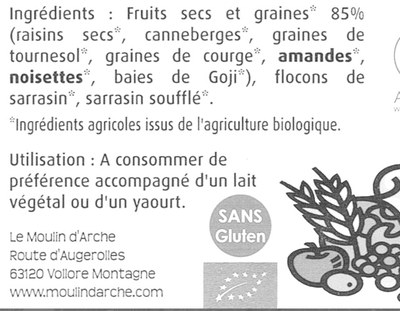 Ingrédients : Fruits secs et graines* 85%
(raisins secs*, canneberges*, graines de
tournesol*, graines de courge*, amandes*,
noisettes*, baies de Goji*), flocons de
sarrasin*, sarrasin soufflé*.
*Ingrédients agricoles issus de l'agriculture biologique.
Utilisation : A consommer de
préférence accompagné d'un lait
végétal ou d'un yaourt.
SANS
Gluten
Le Moulin d'Arche
Route d'Augerolles
63120 Vollore Montagne
www.moulindarche.com